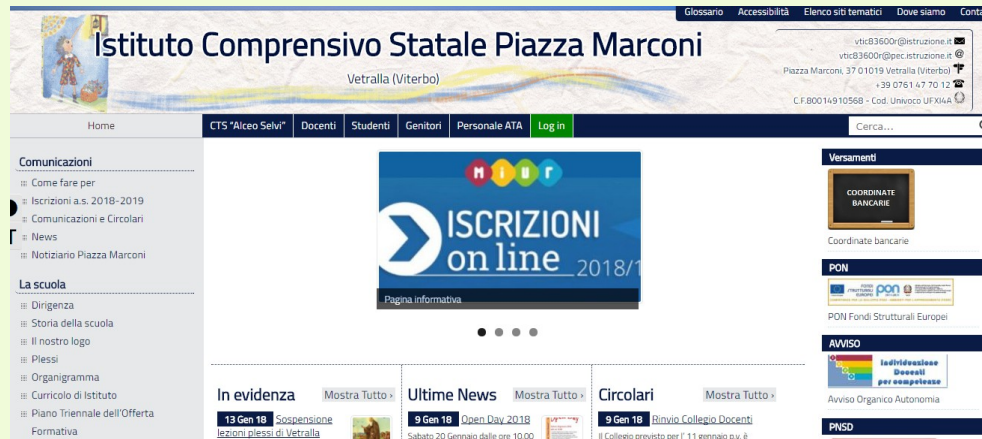 Glossario Accessibilità Elenco siti tematici Dove siamo
Istituto Comprensivo Statale Piazza Marconi
Vetralla (Viterbo)
vtic83600r@istruzione.it
vtic83600r@pec.istruzione.it
Piazza Marconi, 37 01019 Vetralla (Viterbo)
+39 0761 47 70 12
C.F.80014910568 - Cod. Univoco UFXI4A
Home CTS "Alceo Selvi" Docenti Studenti Genitori Personale ATA Log in Cerca...
Comunicazioni
Come fare per
Iscrizioni a.s. 2018-2019
Comunicazioni e Circolari
News
Notiziario Piazza Marconi
La scuola
Dirigenza
Storia della scuola
Il nostro logo
Plessi
Organigramma
Curricolo di Istituto
Piano Triennale dell'Offerta
Formativa
MIUR
ISCRIZIONI
on line 2018/1
Pagina informativa
In evidenza Mostra Tutto ›
13 Gen 18 Sospensione
lezioni plessi di Vetralla
Ultime News Mostra Tutto ›
9 Gen 18 Open Day 2018
Sabato 20 Gennaio dalle ore 10.00
Circolari Mostra Tutto ›
9 Gen 18 Rinvio Collegio Docenti
Il Collegio previsto per l' 11 gennaio p.v. è
Versamenti
COORDINATE
BANCARIE
Coordinate bancarie
PON
FONDI
STRUTTURALI
EUROPEI
pon
PON Fondi Strutturali Europei
AVVISO
Individuazione
Docenti
per competenze
Avviso Organico Autonomia
PNSD